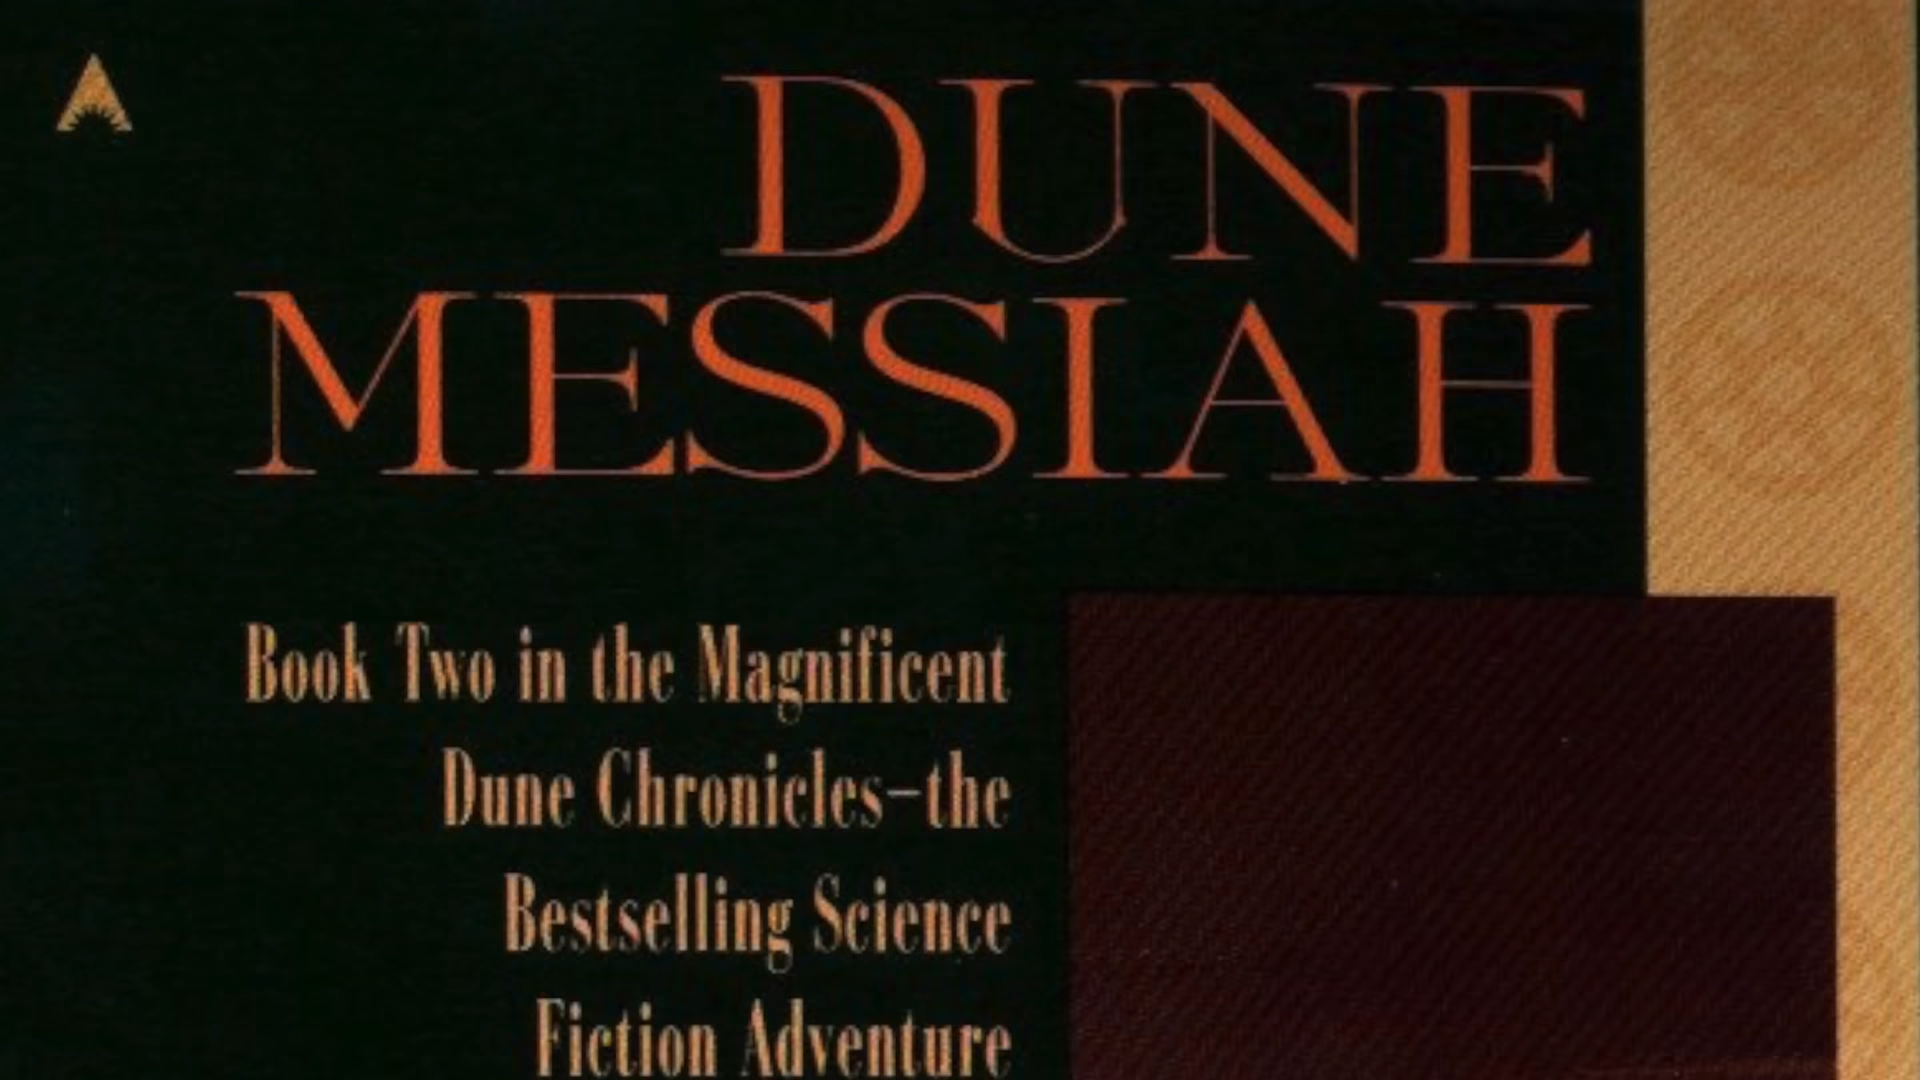 DUNE
MESSIAH
Book Two in the Magnificent
Dune Chronicles–the
Bestselling Science
Fiction Adventure